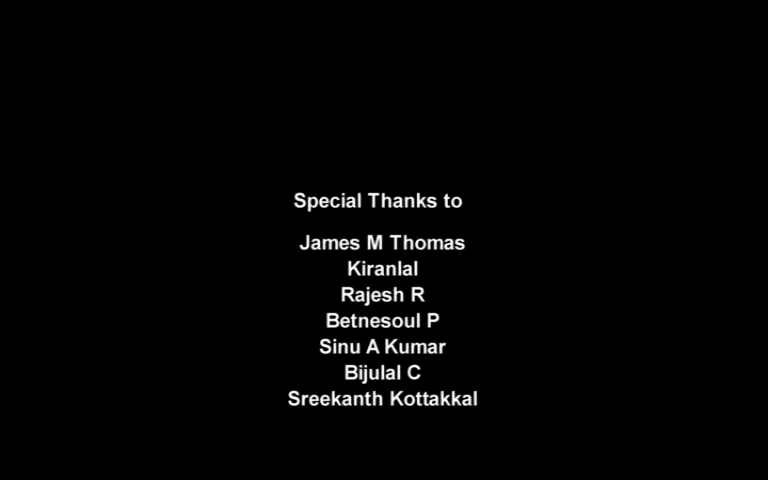 Special Thanks to
James M Thomas
Kiranlal
Rajesh R
Betnesoul P
Sinu A Kumar
Bijulal C
Sreekanth Kottakkal